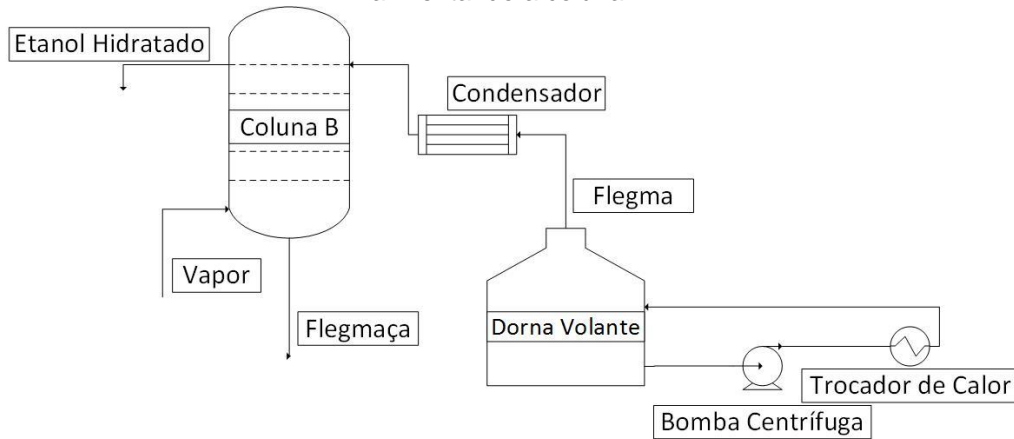 Etanol Hidratado
Condensador
Coluna B
Flegma
Vapor
Flegmaça
Dorna Volante
Trocador de Calor
Bomba Centrífuga